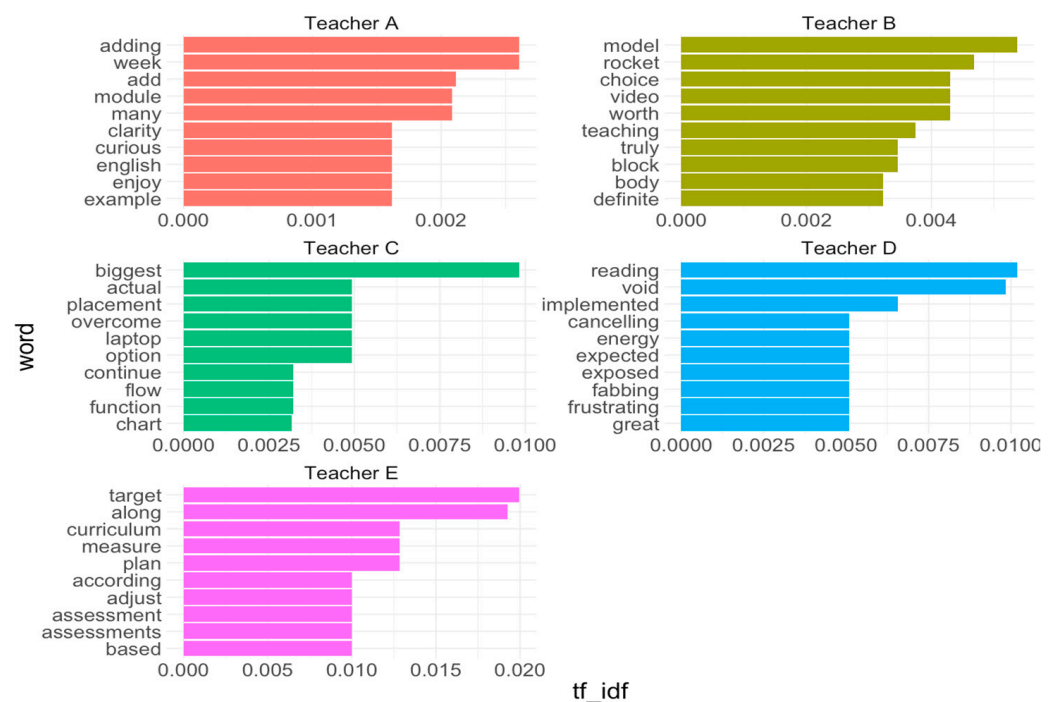 Teacher A
adding
week
add
module
many
clarity
curious
english
enjoy
example
0.000 0.001 0.002
Teacher B
model
rocket
choice
video
worth
teaching
truly
block
body
definite
0.000 0.002 0.004
Teacher C
biggest
actual
placement
overcome
laptop
option
continue
flow
function
chart
0.0000 0.0025 0.0050 0.0075 0.0100
Teacher D
reading
void
implemented
cancelling
energy
expected
exposed
fabbing
frustrating
great
0.0000 0.0025 0.0050 0.0075 0.0100
Teacher E
target
along
curriculum
measure
plan
according
adjust
assessment
assessments
based
0.000 0.005 0.010 0.015 0.020
word
tf_idf